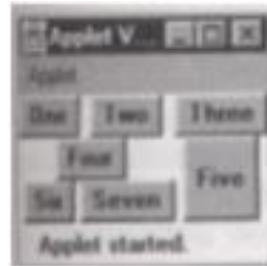 Applet V...
Applet
One Two Three
Four
Five
Six Seven
Applet started.